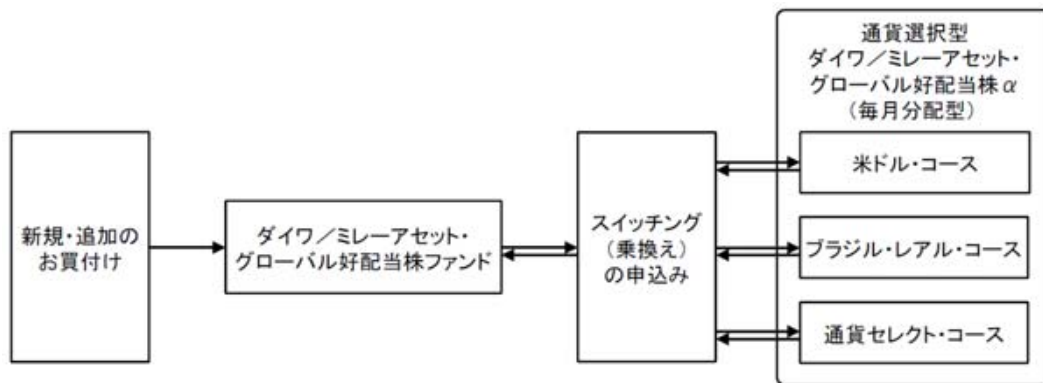 新規・追加の
お買付け
ダイワ／ミレーアセット・
グローバル好配当株ファンド
スイッチング
（乗換え）
の申込み
通貨選択型
ダイワ／ミレーアセット・
グローバル好配当株α
（毎月分配型）
米ドル・コース
ブラジル・レアル・コース
通貨セレクト・コース